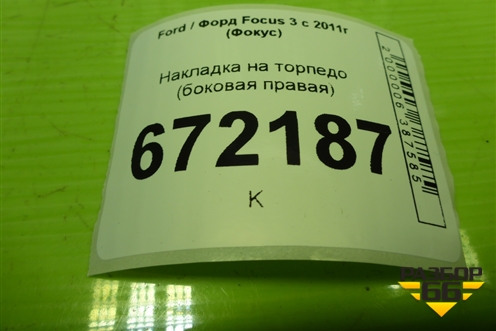 Ford / Форд Focus 3 с 2011г
(Фокус)
Накладка на торпедо
(боковая правая)
672187
К
2000006387585
РАЗБОР
66